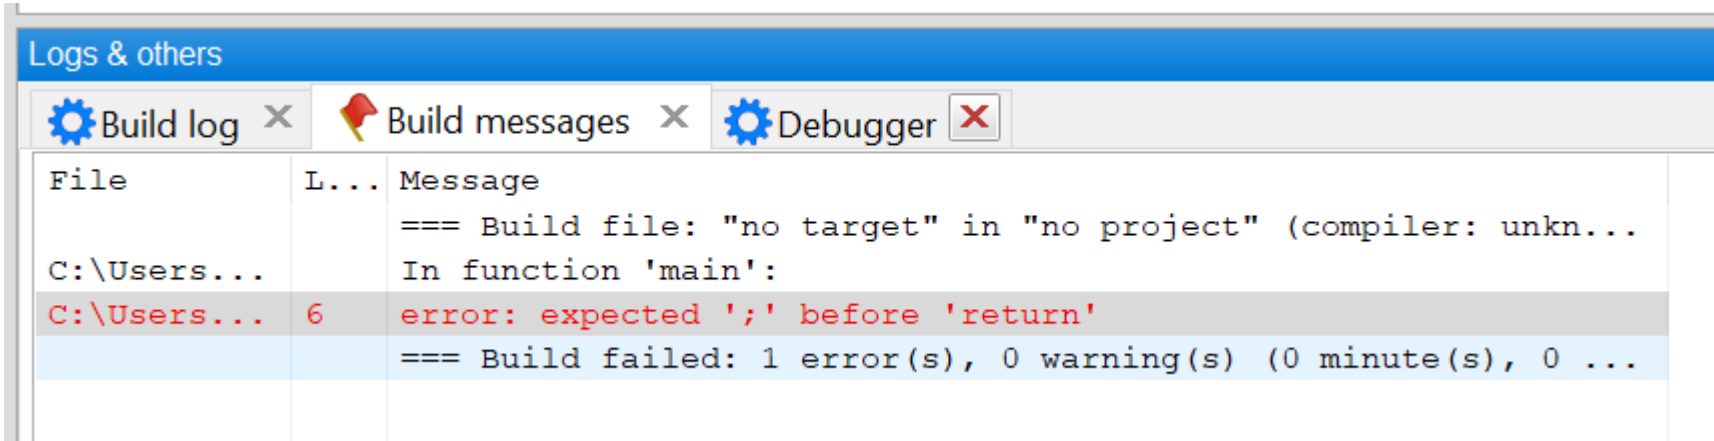 Logs & others
Build log Build messages Debugger
File L... Message
=== Build file: "no target" in "no project" (compiler: unkn...
C:\Users... In function 'main':
C:\Users... 6 error: expected ';' before 'return'
=== Build failed: 1 error(s), 0 warning(s) (0 minute(s), 0 ...